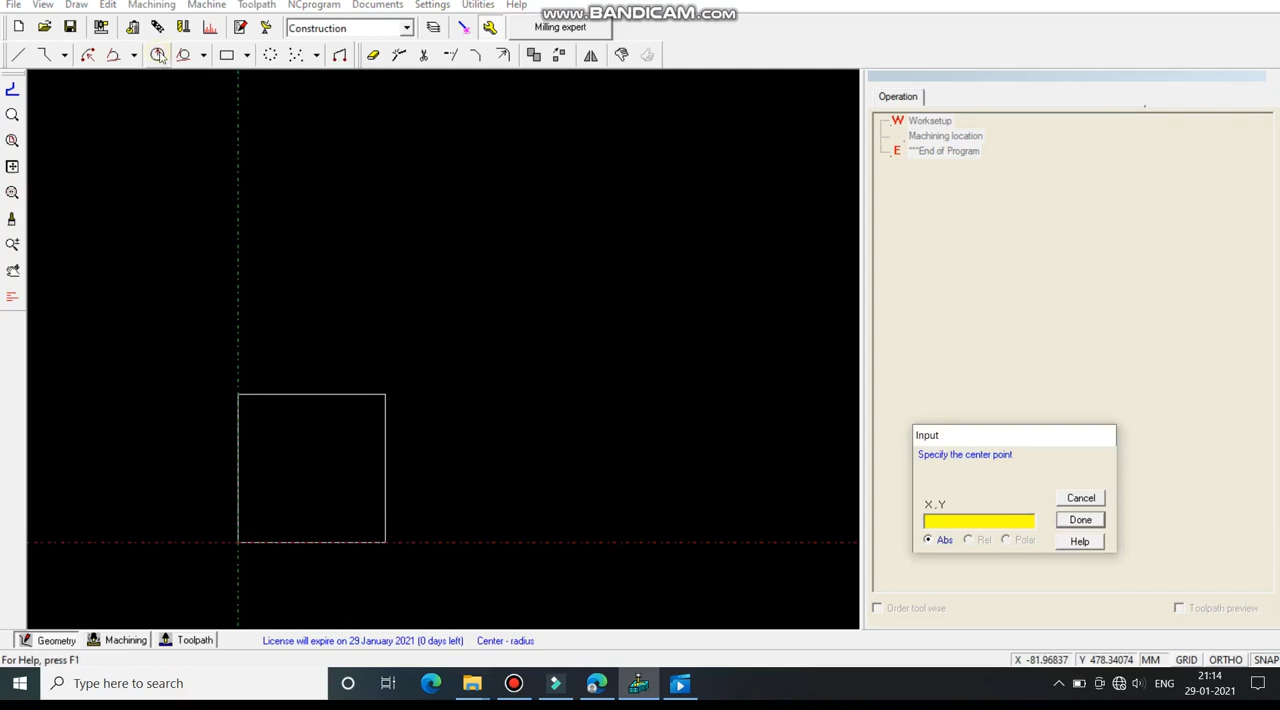 www.BANDICAM.com
File View Draw Edit Machining Machine Toolpath NCprogram Documents Settings Utilities Help
Construction
Milling expert
Operation
W Worksetup
Machining location
E ***End of Program
Input
Specify the center point
X ,Y
Cancel
Done
Abs Rel Polar
Help
Order tool wise
Toolpath preview
Geometry Machining Toolpath License will expire on 29 January 2021 (0 days left) Center - radius
For Help, press F1
X -81.96837 Y 478.34074 MM GRID ORTHO SNAP
Type here to search
ENG
21:14
29-01-2021